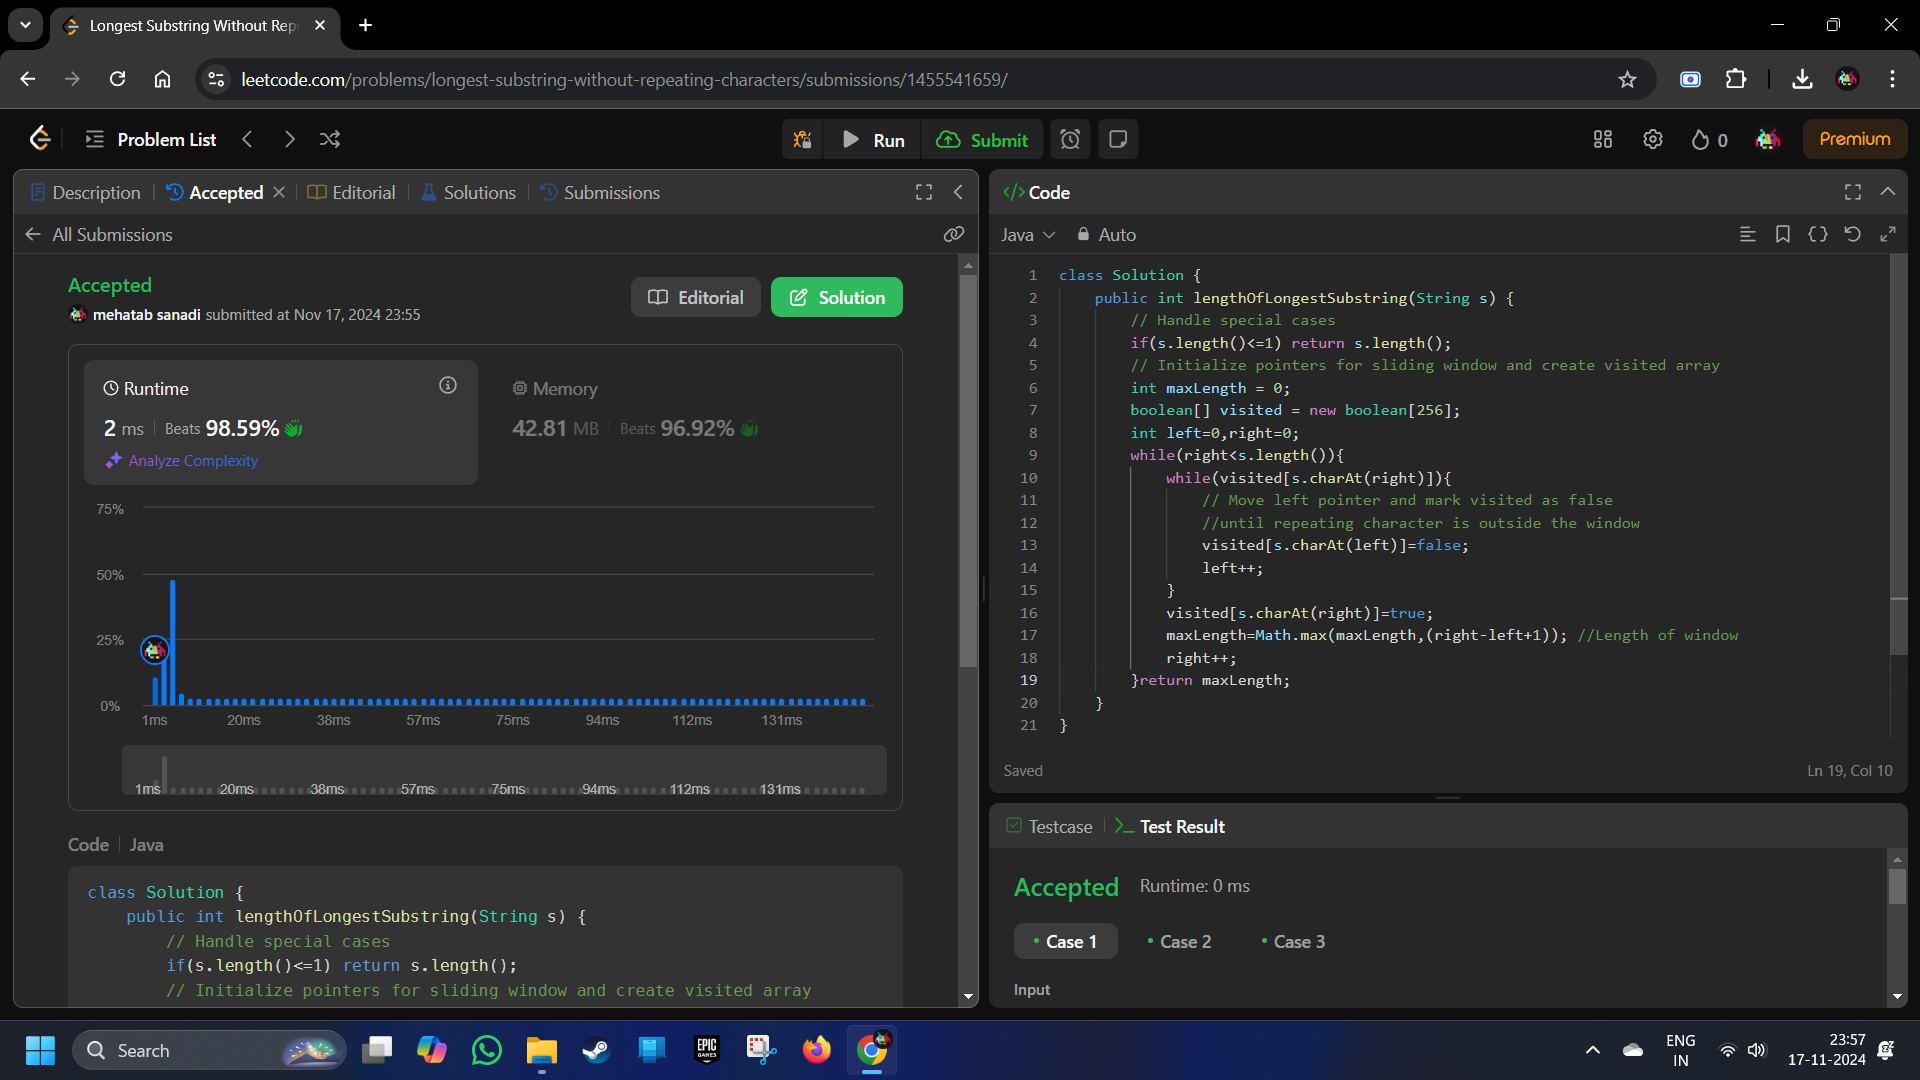 Longest Substring Without Rep
leetcode.com/problems/longest-substring-without-repeating-characters/submissions/1455541659/
Problem List
Run
Submit
0
Premium
Description
Accepted
Editorial
Solutions
Submissions
All Submissions
Accepted
mehatab sanadi submitted at Nov 17, 2024 23:55
Editorial
Solution
Runtime
2 ms
Beats 98.59%
Analyze Complexity
Memory
42.81 MB
Beats 96.92%
75%
50%
25%
0%
1ms 20ms 38ms 57ms 75ms 94ms 112ms 131ms
1ms 20ms 38ms 57ms 75ms 94ms 112ms 131ms
Code
Java
class Solution {
public int lengthOfLongestSubstring(String s) {
// Handle special cases
if(s.length()<=1) return s.length();
// Initialize pointers for sliding window and create visited array
</> Code
Java
Auto
1 class Solution {
2 public int lengthOfLongestSubstring(String s) {
3 // Handle special cases
4 if(s.length()<=1) return s.length();
5 // Initialize pointers for sliding window and create visited array
6 int maxLength = 0;
7 boolean[] visited = new boolean[256];
8 int left=0,right=0;
9 while(right<s.length()){
10 while(visited[s.charAt(right)]){
11 // Move left pointer and mark visited as false
12 //until repeating character is outside the window
13 visited[s.charAt(left)]=false;
14 left++;
15 }
16 visited[s.charAt(right)]=true;
17 maxLength=Math.max(maxLength,(right-left+1)); //Length of window
18 right++;
19 }return maxLength;
20 }
21 }
Saved
Ln 19, Col 10
Testcase
Test Result
Accepted
Runtime: 0 ms
Case 1
Case 2
Case 3
Input
Search
EPIC
GAMES
ENG
IN
23:57
17-11-2024